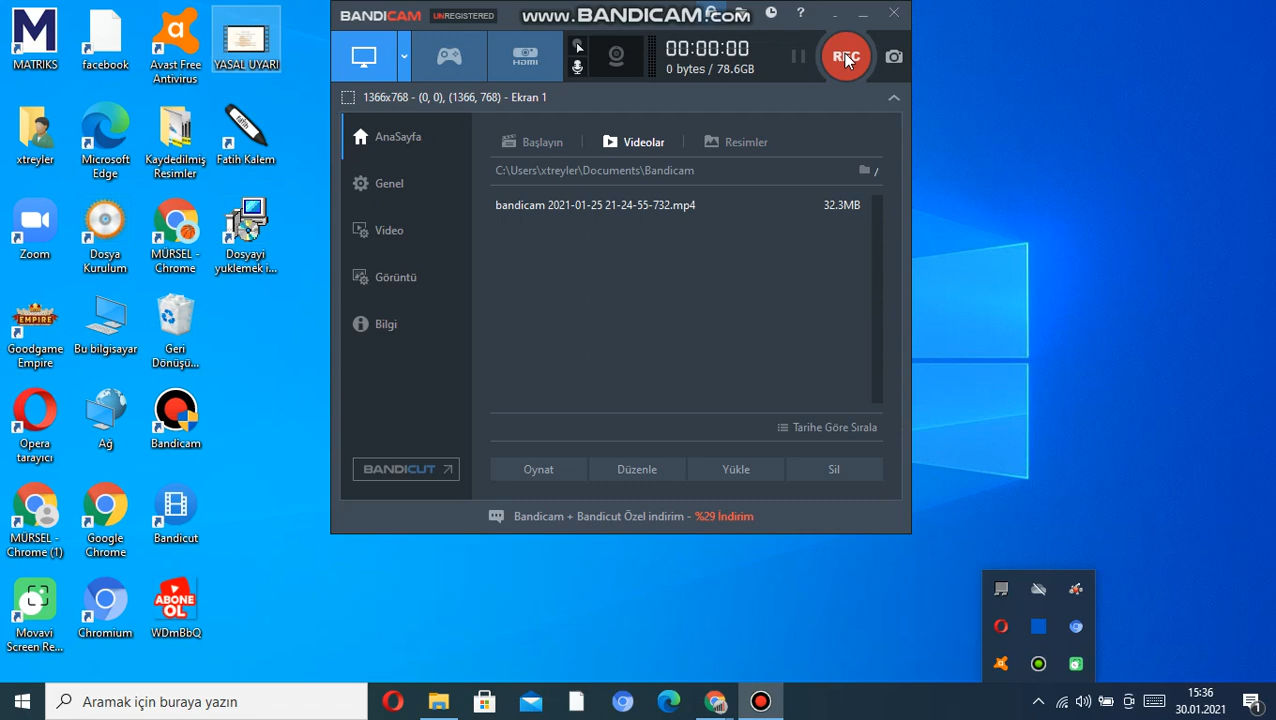 MATRIKS
facebook
Avast Free
Antivirus
YASAL UYARI
xtreyler
Microsoft
Edge
Kaydedilmiş
Resimler
Fatih Kalem
Zoom
Dosya
Kurulum
MÜRSEL -
Chrome
Dosyayi
yuklemek i...
EMPIRE
Goodgame
Empire
Bu bilgisayar
Geri
Dönüşü...
Opera
tarayıcı
Ağ
Bandicam
MÜRSEL -
Chrome (1)
Google
Chrome
Bandicut
Movavi
Screen Re...
Chromium
ABONE
OL
WDmBbQ
BANDICAM UNREGISTERED
www.BANDICAM.com
?
HDMI
00:00:00
0 bytes / 78.6GB
REC
1366x768 - (0, 0), (1366, 768) - Ekran 1
AnaSayfa
Genel
Video
Görüntü
Bilgi
BANDICUT
Başlayın
Videolar
Resimler
C:\Users\xtreyler\Documents\Bandicam
/
bandicam 2021-01-25 21-24-55-732.mp4 32.3MB
Tarihe Göre Sırala
Oynat
Düzenle
Yükle
Sil
Bandicam + Bandicut Özel indirim - %29 İndirim
Aramak için buraya yazın
15:36
30.01.2021
1